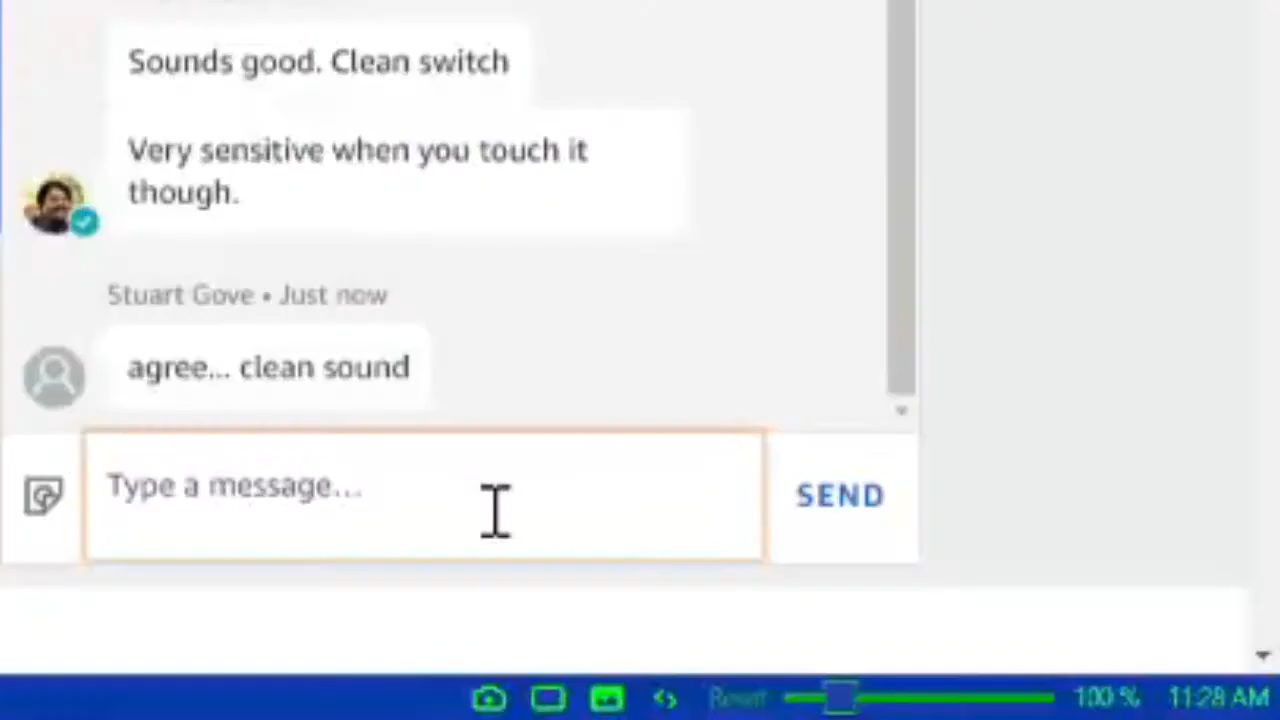 Sounds good. Clean switch
Very sensitive when you touch it
though.
Stuart Gove • Just now
agree... clean sound
Type a message...
SEND
Reset
100 %
11:28 AM